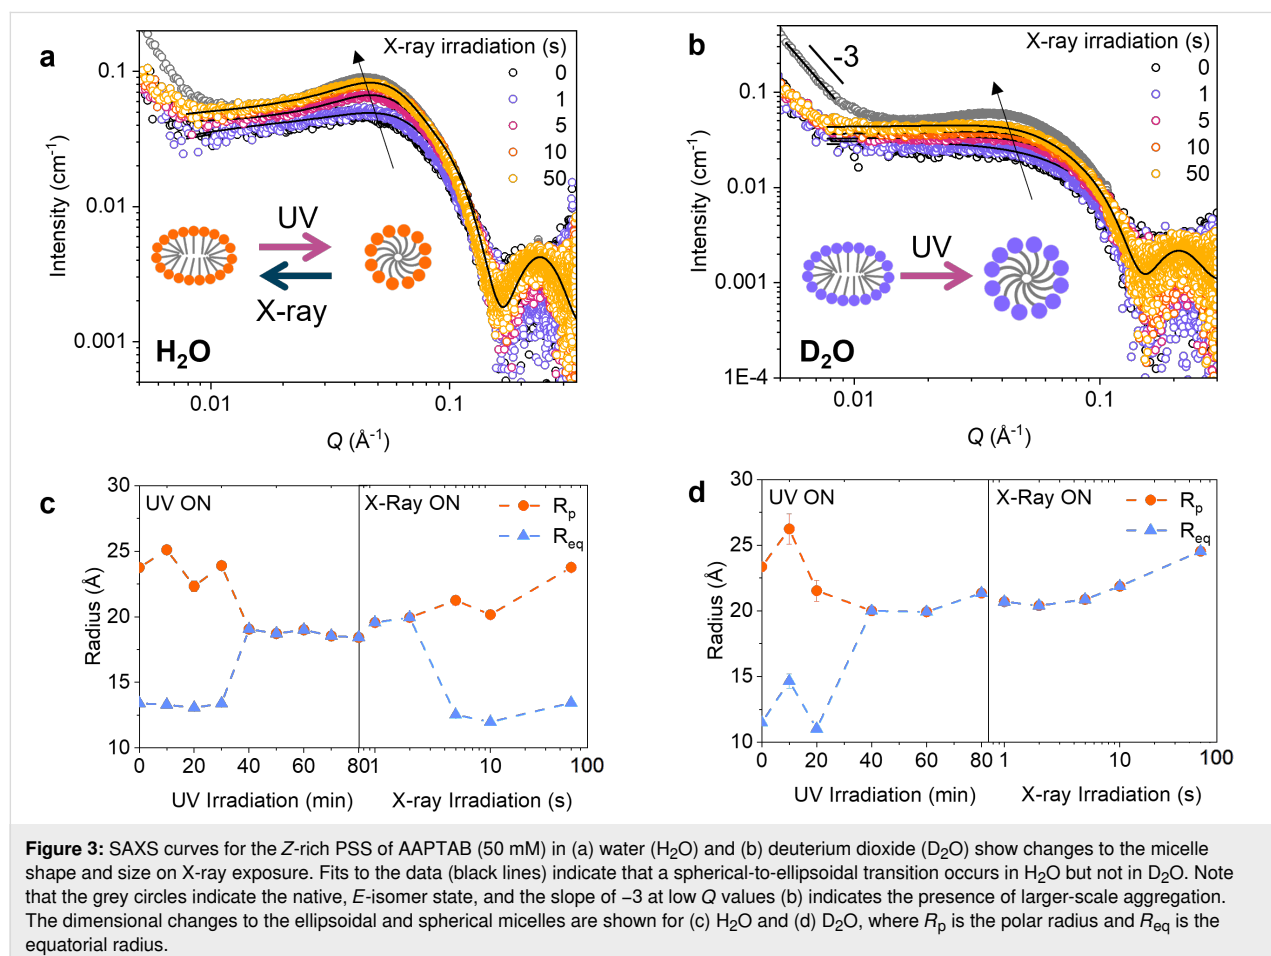 a
X-ray irradiation (s)
0
1
5
10
50
0.1
0.01
0.001
Intensity (cm-1)
UV
X-ray
H2O
0.01
0.1
Q (Å-1)
b
X-ray irradiation (s)
-3
0
1
5
10
50
0.1
0.01
0.001
1E-4
Intensity (cm-1)
UV
D2O
0.01
0.1
Q (Å-1)
c
UV ON
X-Ray ON
Rp
Req
30
25
20
15
10
Radius (Å)
0 20 40 60 80 1 10 100
UV Irradiation (min)
X-ray Irradiation (s)
d
UV ON
X-Ray ON
Rp
Req
30
25
20
15
10
Radius (Å)
0 20 40 60 80 1 10 100
UV Irradiation (min)
X-ray Irradiation (s)
Figure 3: SAXS curves for the Z-rich PSS of AAPTAB (50 mM) in (a) water (H2O) and (b) deuterium dioxide (D2O) show changes to the micelle
shape and size on X-ray exposure. Fits to the data (black lines) indicate that a spherical-to-ellipsoidal transition occurs in H2O but not in D2O. Note
that the grey circles indicate the native, E-isomer state, and the slope of −3 at low Q values (b) indicates the presence of larger-scale aggregation.
The dimensional changes to the ellipsoidal and spherical micelles are shown for (c) H2O and (d) D2O, where Rp is the polar radius and Req is the
equatorial radius.